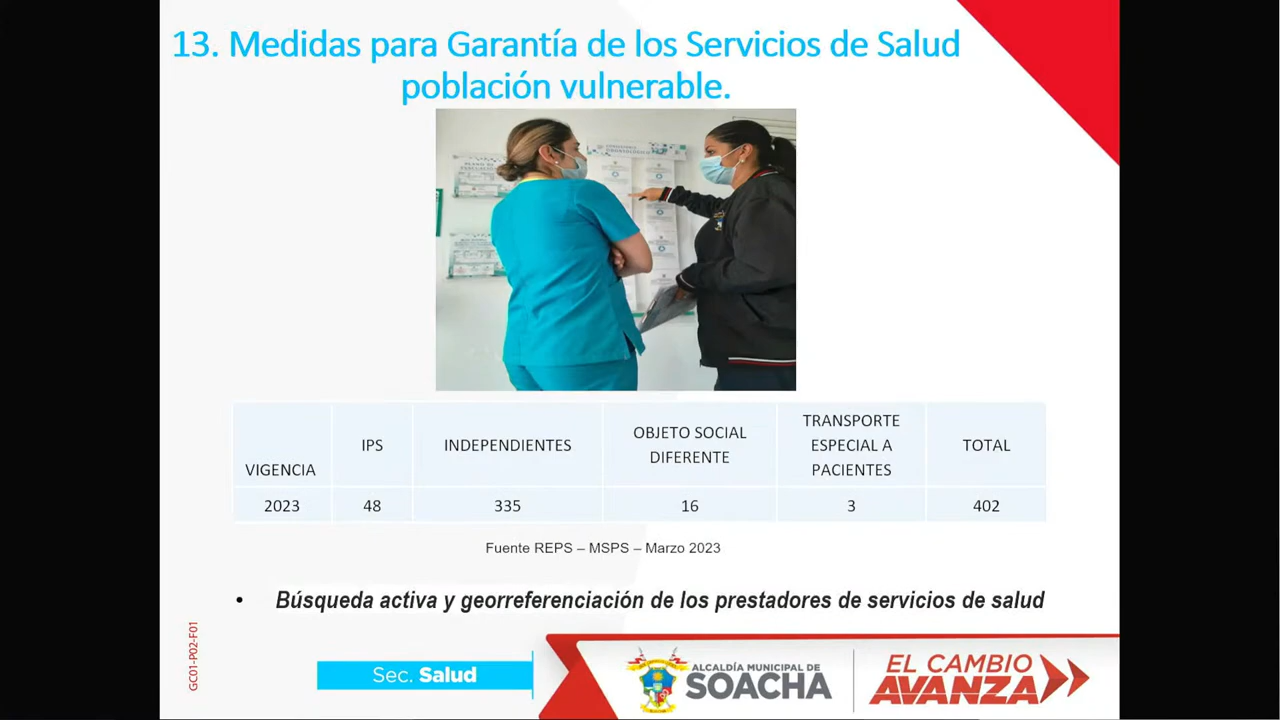 13. Medidas para Garantía de los Servicios de Salud
población vulnerable.
VIGENCIA
IPS
INDEPENDIENTES
OBJETO SOCIAL
DIFERENTE
TRANSPORTE
ESPECIAL A
PACIENTES
TOTAL
2023
48
335
16
3
402
Fuente REPS – MSPS – Marzo 2023
• Búsqueda activa y georreferenciación de los prestadores de servicios de salud
GC01-P02-F01
Sec. Salud
ALCALDÍA MUNICIPAL DE
SOACHA
EL CAMBIO
AVANZA